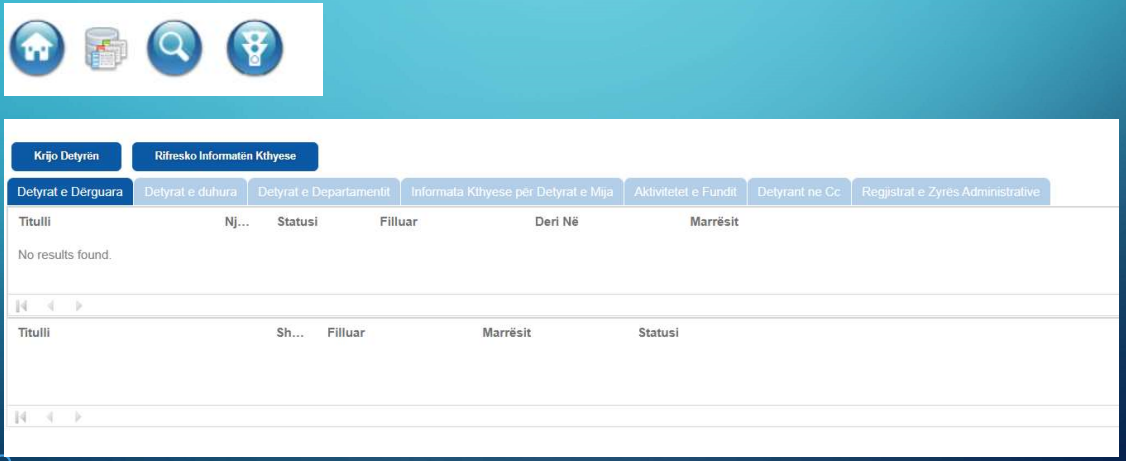 Krijo Detyrën Rifresko Informatën Kthyese
Detyrat e Dërguara Detyrat e duhura Detyrat e Departamentit Informata Kthyese për Detyrat e Mija Aktivitetet e Fundit Detyrant ne Cc Regjistrat e Zyrës Administrative
Titulli Nj... Statusi Filluar Deri Në Marrësit
No results found.
Titulli Sh... Filluar Marrësit Statusi